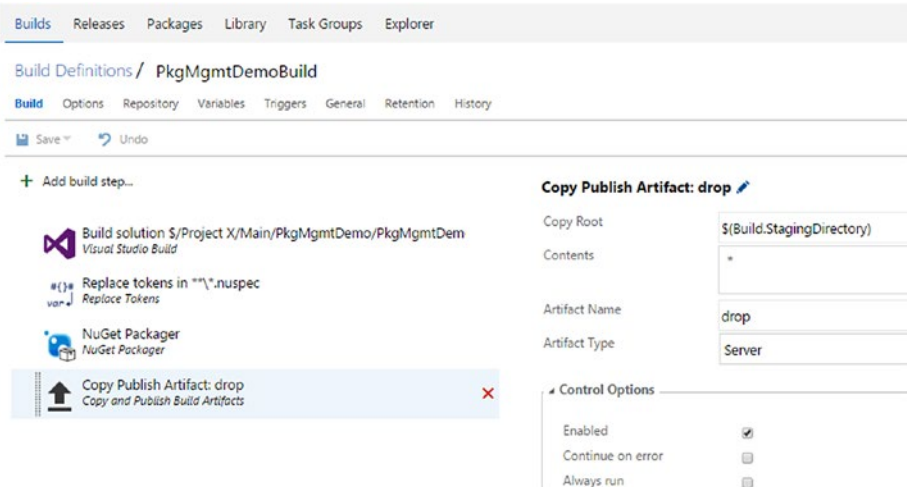 Builds Releases Packages Library Task Groups Explorer
Build Definitions / PkgMgmtDemoBuild
Build Options Repository Variables Triggers General Retention History
Save Undo
+ Add build step...
Build solution $/Project X/Main/PkgMgmtDemo/PkgMgmtDem
Visual Studio Build
Replace tokens in **\*.nuspec
Replace Tokens
NuGet Packager
NuGet Packager
Copy Publish Artifact: drop
Copy and Publish Build Artifacts
Copy Publish Artifact: drop
Copy Root $(Build.StagingDirectory)
Contents *
Artifact Name drop
Artifact Type Server
Control Options
Enabled
Continue on error
Always run